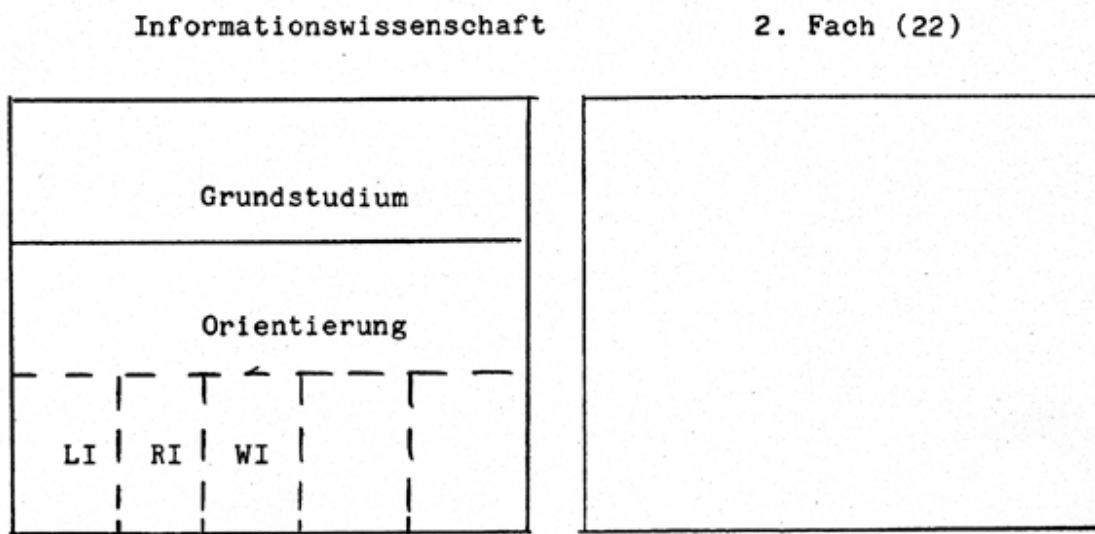 Informationswissenschaft 2. Fach (22)
Grundstudium
Orientierung
LI RI WI